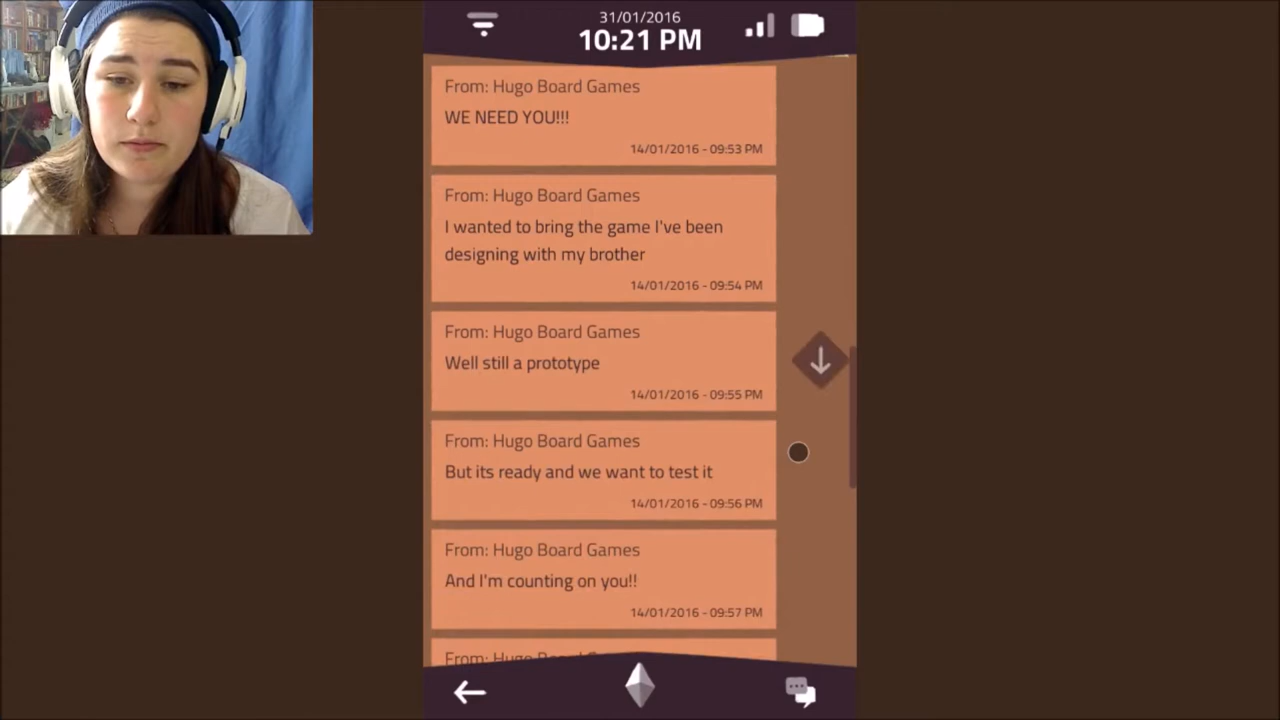 31/01/2016
10:21 PM
From: Hugo Board Games
WE NEED YOU!!!
14/01/2016 - 09:53 PM
From: Hugo Board Games
I wanted to bring the game I've been
designing with my brother
14/01/2016 - 09:54 PM
From: Hugo Board Games
Well still a prototype
14/01/2016 - 09:55 PM
From: Hugo Board Games
But its ready and we want to test it
14/01/2016 - 09:56 PM
From: Hugo Board Games
And I'm counting on you!!
14/01/2016 - 09:57 PM
From: Hugo